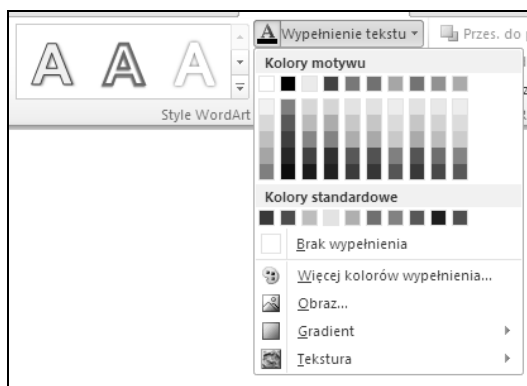 A A A
A Wypełnienie tekstu
Przes. do
Style WordArt
Kolory motywu
Kolory standardowe
Brak wypełnienia
Więcej kolorów wypełnienia...
Obraz...
Gradient
Tekstura